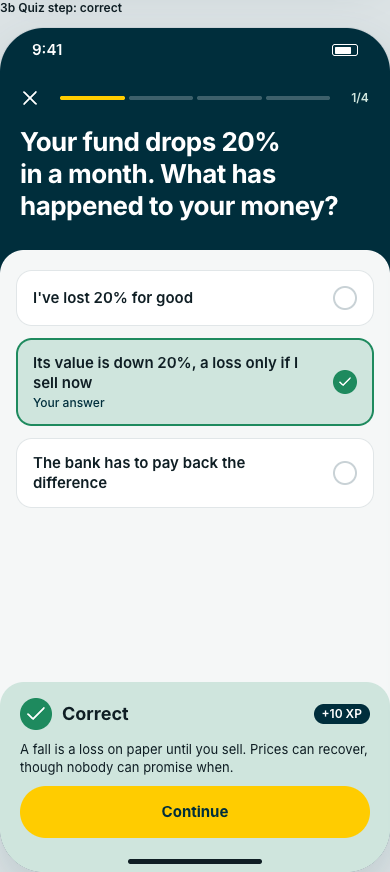 3b Quiz step: correct
9:41
1/4
Your fund drops 20%
in a month. What has
happened to your money?
I've lost 20% for good
Its value is down 20%, a loss only if I
sell now
Your answer
The bank has to pay back the
difference
Correct
+10 XP
A fall is a loss on paper until you sell. Prices can recover,
though nobody can promise when.
Continue